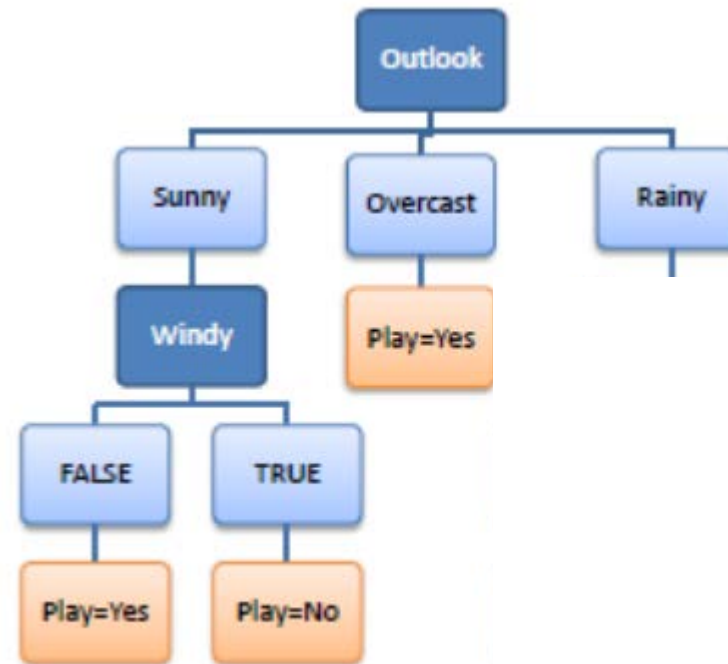 Outlook
Sunny
Overcast
Rainy
Windy
Play=Yes
FALSE
TRUE
Play=Yes
Play=No